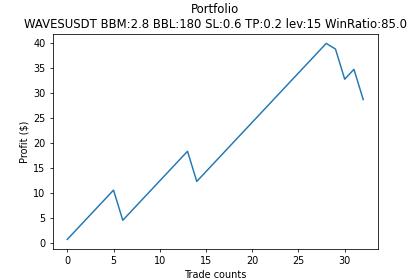 Portfolio
WAVESUSDT BBM:2.8 BBL:180 SL:0.6 TP:0.2 lev:15 WinRatio:85.0
40
35
30
25
20
15
10
5
0
Profit ($)
0 5 10 15 20 25 30
Trade counts